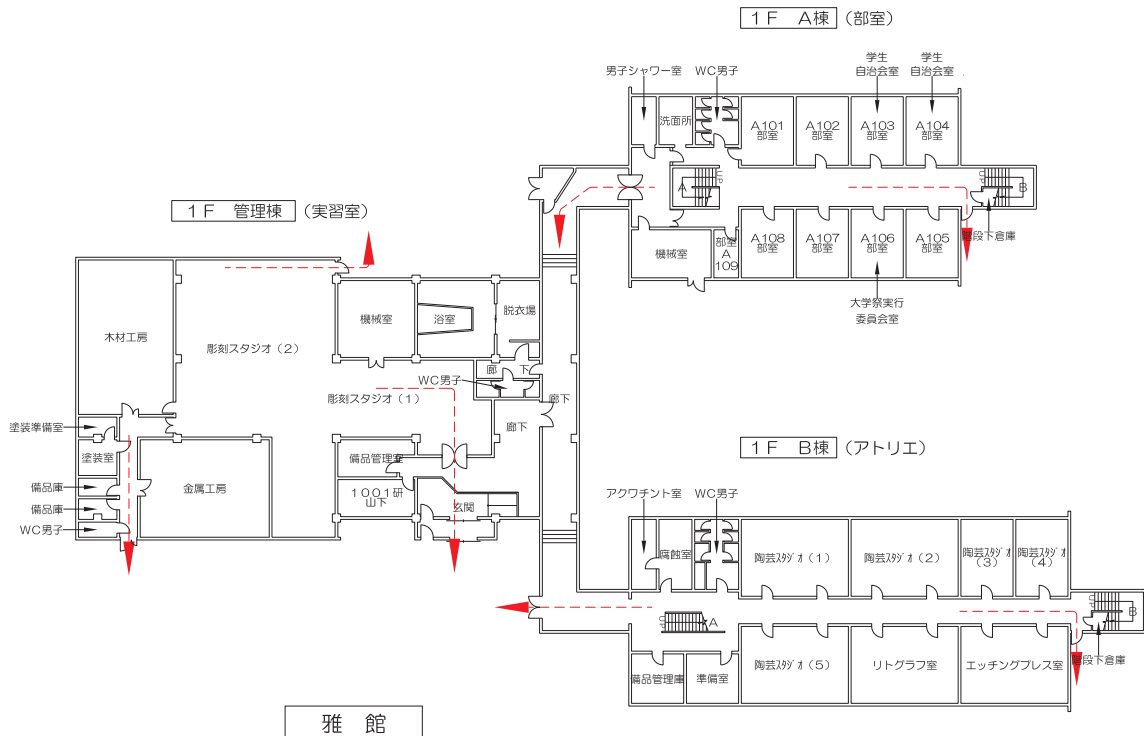 1F A棟 (部室)
学生
自治会室
学生
自治会室
男子シャワー室
WC男子
洗面所
A101
部室
A102
部室
A103
部室
A104
部室
UP
A
UP
B
階段下倉庫
機械室
部室
A
109
A108
部室
A107
部室
A106
部室
A105
部室
大学祭実行
委員会室
1F 管理棟 (実習室)
木材工房
彫刻スタジオ(2)
機械室
浴室
脱衣場
廊 下
WC男子
彫刻スタジオ(1)
廊下
廊下
塗装準備室
塗装室
備品庫
備品庫
WC男子
金属工房
備品管理室
1001研
山下
玄関
1F B棟 (アトリエ)
アクワチント室
WC男子
腐蝕室
陶芸スタジオ(1)
陶芸スタジオ(2)
陶芸スタジオ
(3)
陶芸スタジオ
(4)
UP
A
UP
B
階段下倉庫
備品管理庫
準備室
陶芸スタジオ(5)
リトグラフ室
エッチングプレス室
雅 館